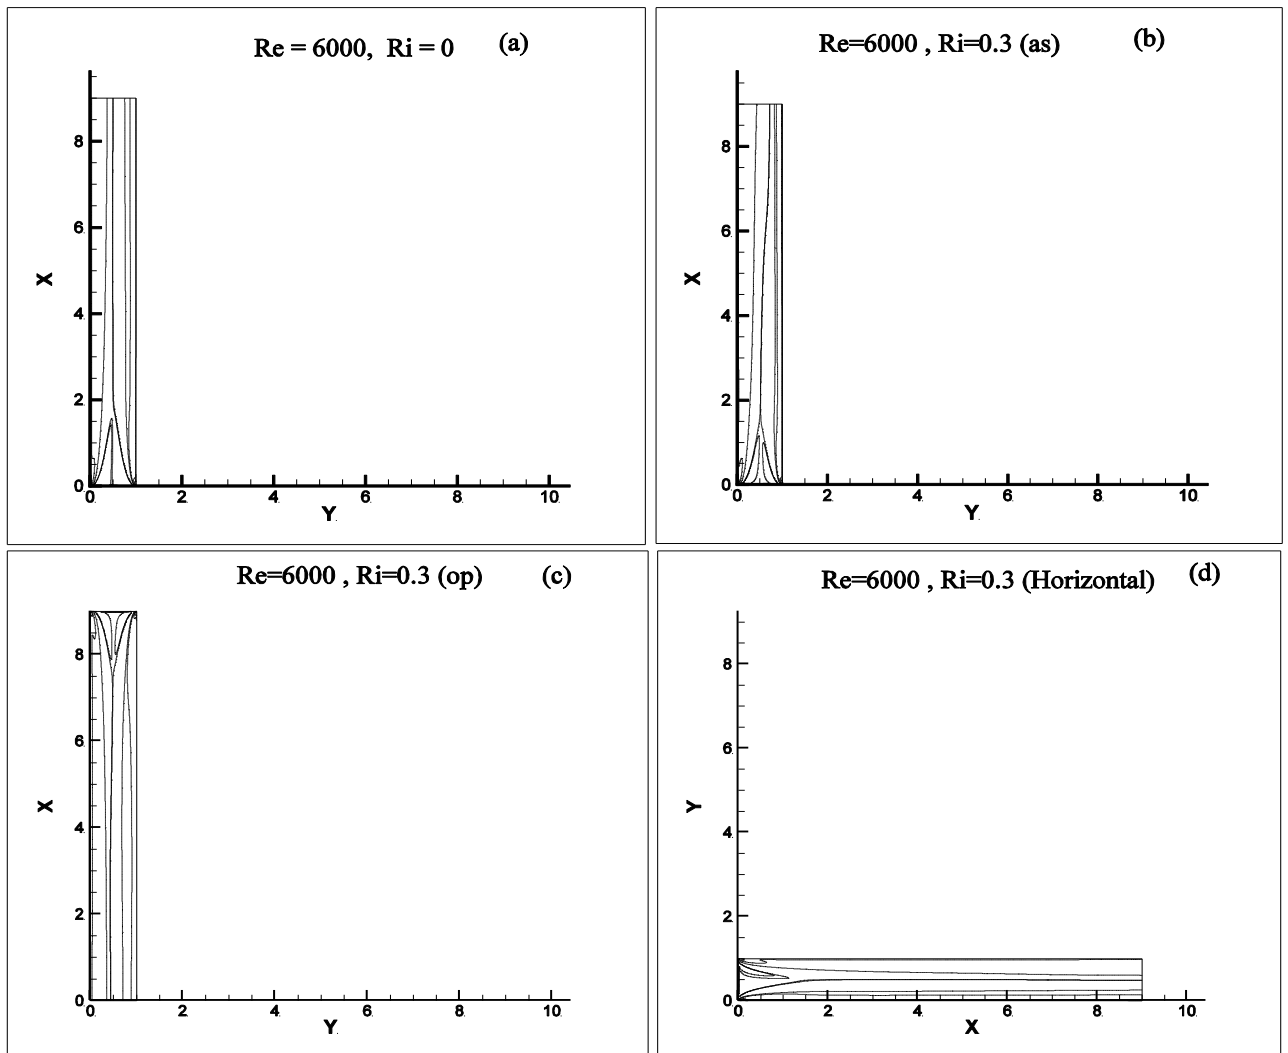 Re = 6000, Ri = 0 (a)
8
6
X
4
2
0
0 2 4 6 8 10
Y
Re=6000 , Ri=0.3 (as) (b)
8
6
X
4
2
0
0 2 4 6 8 10
Y
Re=6000 , Ri=0.3 (op) (c)
8
6
X
4
2
0
0 2 4 6 8 10
Y
Re=6000 , Ri=0.3 (Horizontal) (d)
8
6
Y
4
2
0
0 2 4 6 8 10
X